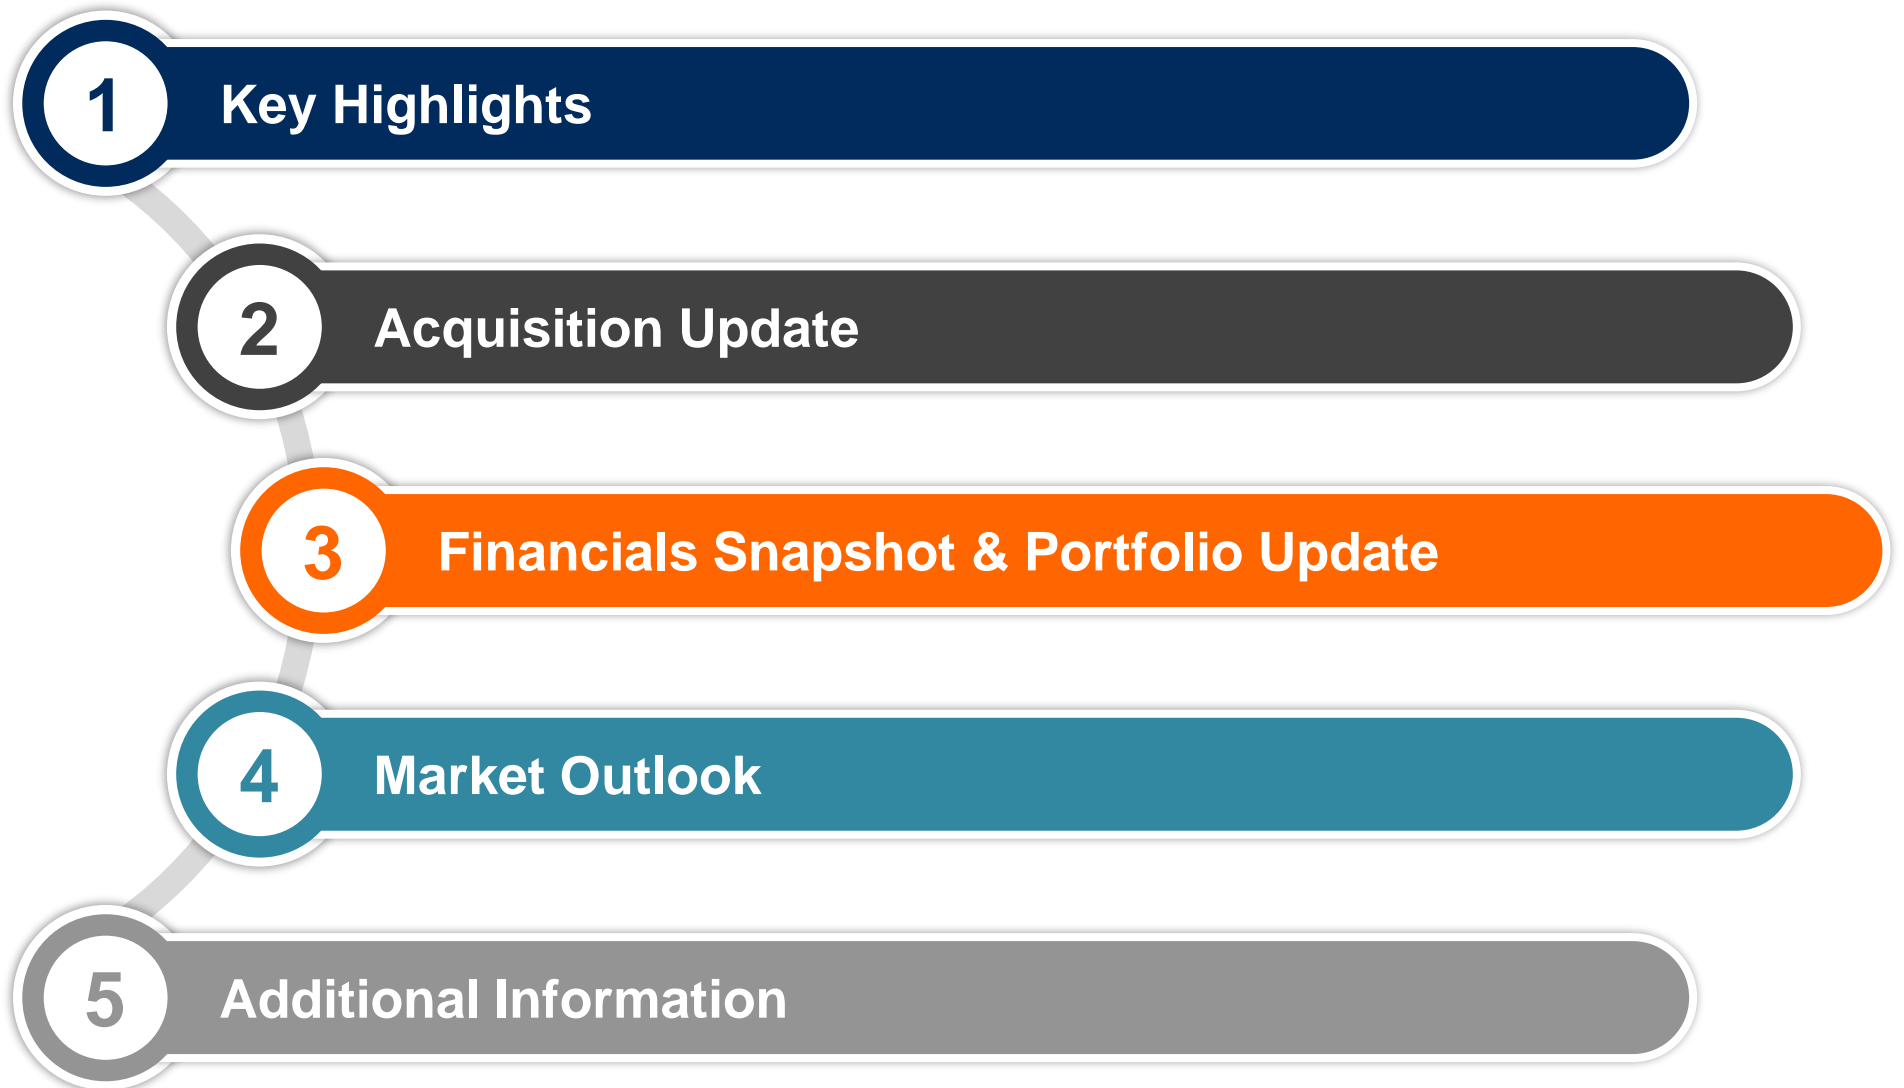 1 Key Highlights
2 Acquisition Update
3 Financials Snapshot & Portfolio Update
4 Market Outlook
5 Additional Information